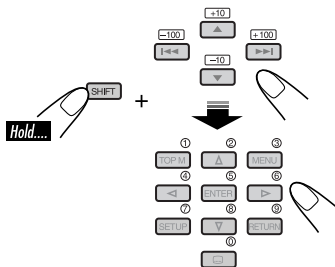 +10
–100
+100
–10
SHIFT
+
Hold....
① ② ③
TOP M MENU
④ ⑤ ⑥
ENTER
⑦ ⑧ ⑨
SETUP RETURN
⓪